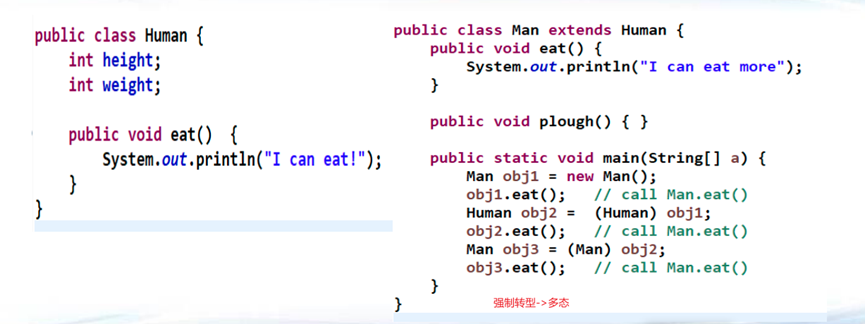 public class Human {
    int height;
    int weight;

    public void eat()  {
        System.out.println("I can eat!");
    }
}
public class Man extends Human {
    public void eat() {
        System.out.println("I can eat more");
    }

    public void plough() { }

    public static void main(String[] a) {
        Man obj1 = new Man();
        obj1.eat();   // call Man.eat()
        Human obj2 =  (Human) obj1;
        obj2.eat();   // call Man.eat()
        Man obj3 = (Man) obj2;
        obj3.eat();   // call Man.eat()
    }
}
强制转型->多态